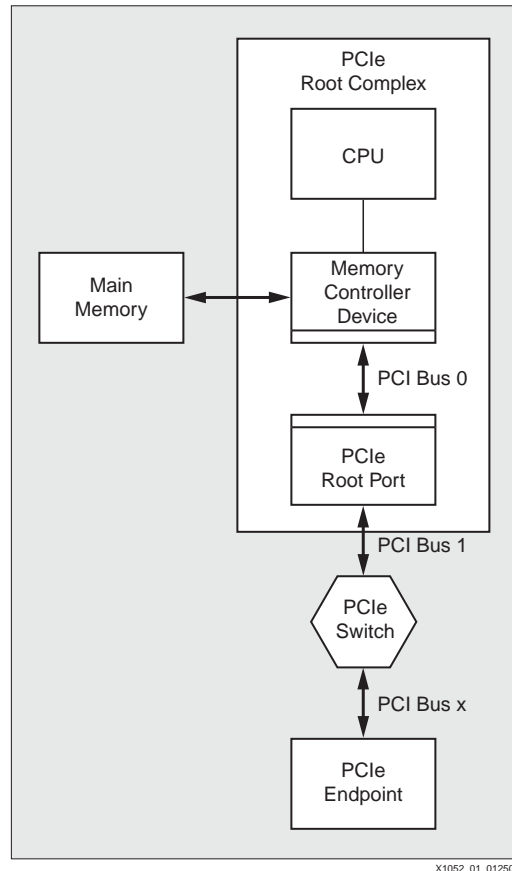 PCIe
Root Complex
CPU
Main
Memory
Memory
Controller
Device
PCI Bus 0
PCIe
Root Port
PCI Bus 1
PCIe
Switch
PCI Bus x
PCIe
Endpoint